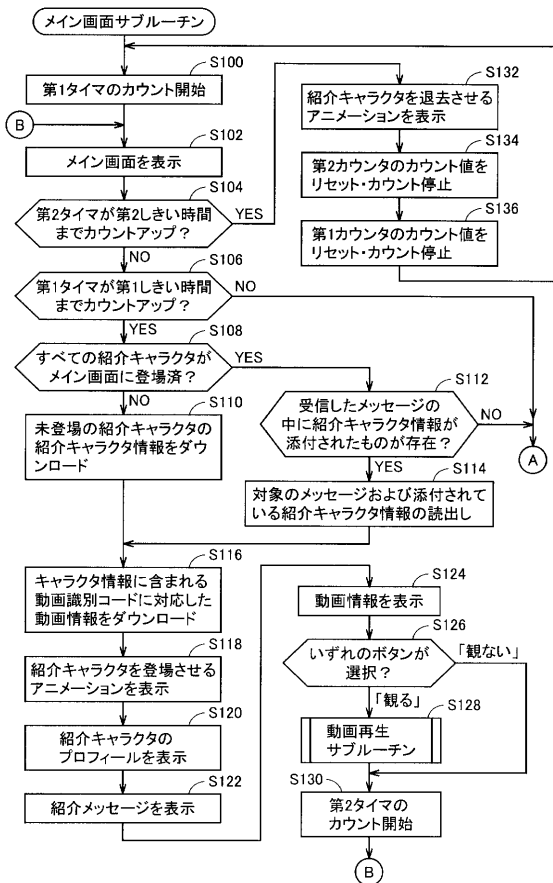 メイン画面サブルーチン
S100
第1タイマのカウント開始
B
S102
メイン画面を表示
S104
第2タイマが第2しきい時間
までカウントアップ?
YES
NO
S106
第1タイマが第1しきい時間
までカウントアップ?
NO
YES
S108
すべての紹介キャラクタが
メイン画面に登場済?
YES
NO
S110
未登場の紹介キャラクタの
紹介キャラクタ情報をダウ
ンロード
S112
受信したメッセージの
中に紹介キャラクタ情報が
添付されたものが存在?
NO
A
YES
S114
対象のメッセージおよび添付されて
いる紹介キャラクタ情報の読出し
S116
キャラクタ情報に含まれる
動画識別コードに対応した
動画情報をダウンロード
S118
紹介キャラクタを登場させる
アニメーションを表示
S120
紹介キャラクタの
プロフィールを表示
S122
紹介メッセージを表示
S124
動画情報を表示
S126
いずれのボタンが
選択?
「観ない」
「観る」
S128
動画再生
サブルーチン
S130
第2タイマの
カウント開始
B
S132
紹介キャラクタを退去させる
アニメーションを表示
S134
第2カウンタのカウント値を
リセット・カウント停止
S136
第1カウンタのカウント値を
リセット・カウント停止